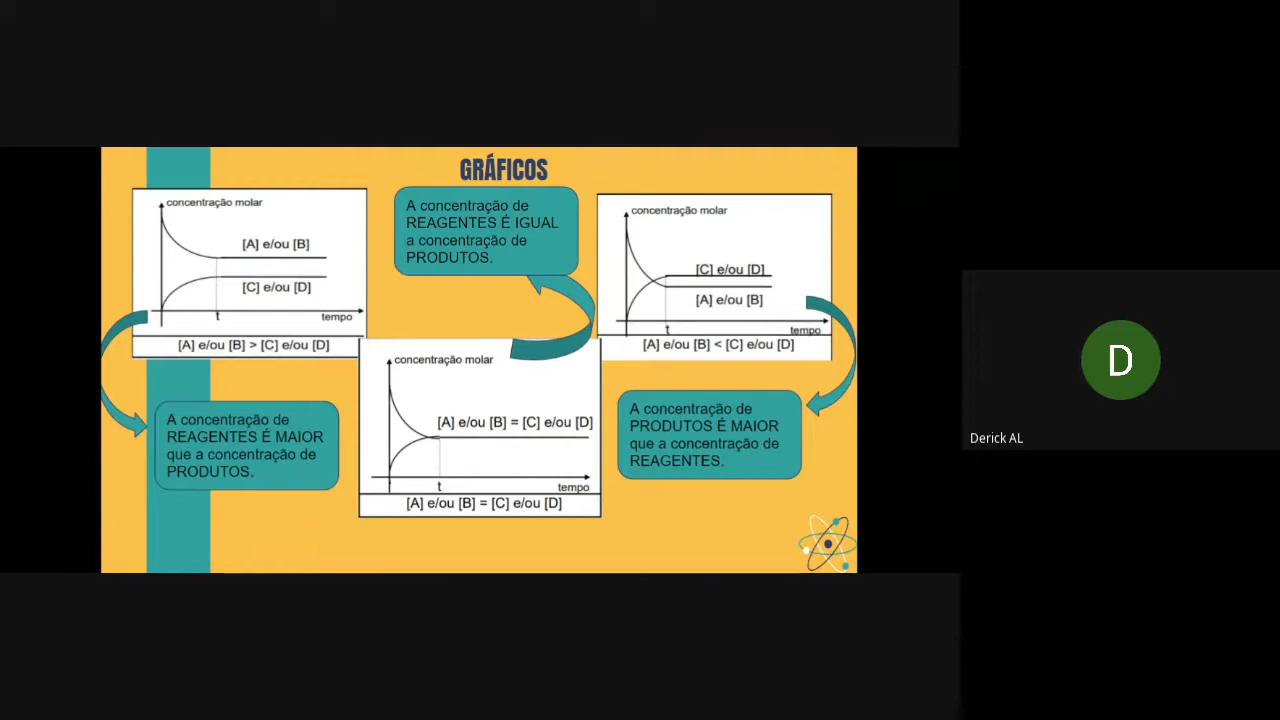 GRÁFICOS
concentração molar
[A] e/ou [B]
[C] e/ou [D]
t
tempo
[A] e/ou [B] > [C] e/ou [D]
A concentração de
REAGENTES É IGUAL
a concentração de
PRODUTOS.
concentração molar
[C] e/ou [D]
[A] e/ou [B]
t
tempo
[A] e/ou [B] < [C] e/ou [D]
concentração molar
[A] e/ou [B] = [C] e/ou [D]
t
tempo
[A] e/ou [B] = [C] e/ou [D]
A concentração de
REAGENTES É MAIOR
que a concentração de
PRODUTOS.
A concentração de
PRODUTOS É MAIOR
que a concentração de
REAGENTES.
D
Derick AL